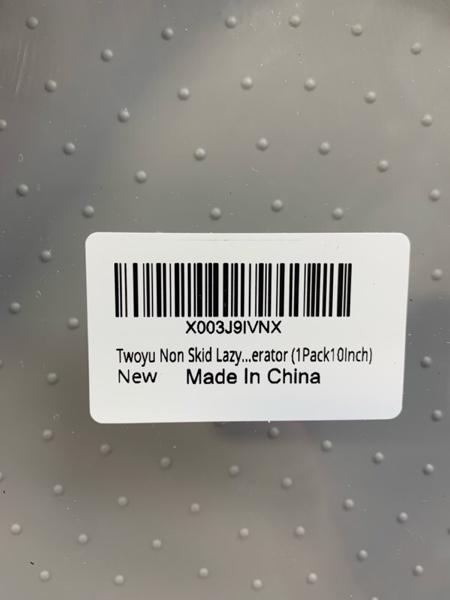 X003J9IVNX
Twoyu Non Skid Lazy...erator (1Pack10Inch)
New Made In China